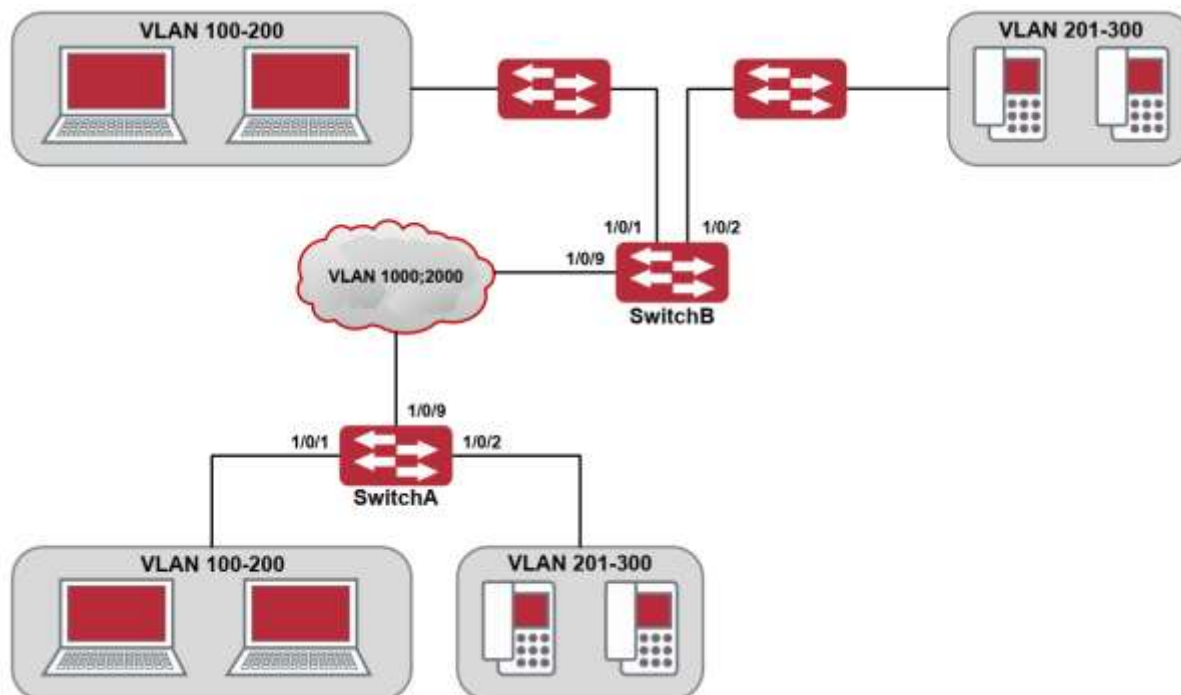 VLAN 100-200
VLAN 201-300
1/0/1
1/0/2
1/0/9
VLAN 1000;2000
SwitchB
1/0/9
1/0/1
1/0/2
SwitchA
VLAN 100-200
VLAN 201-300